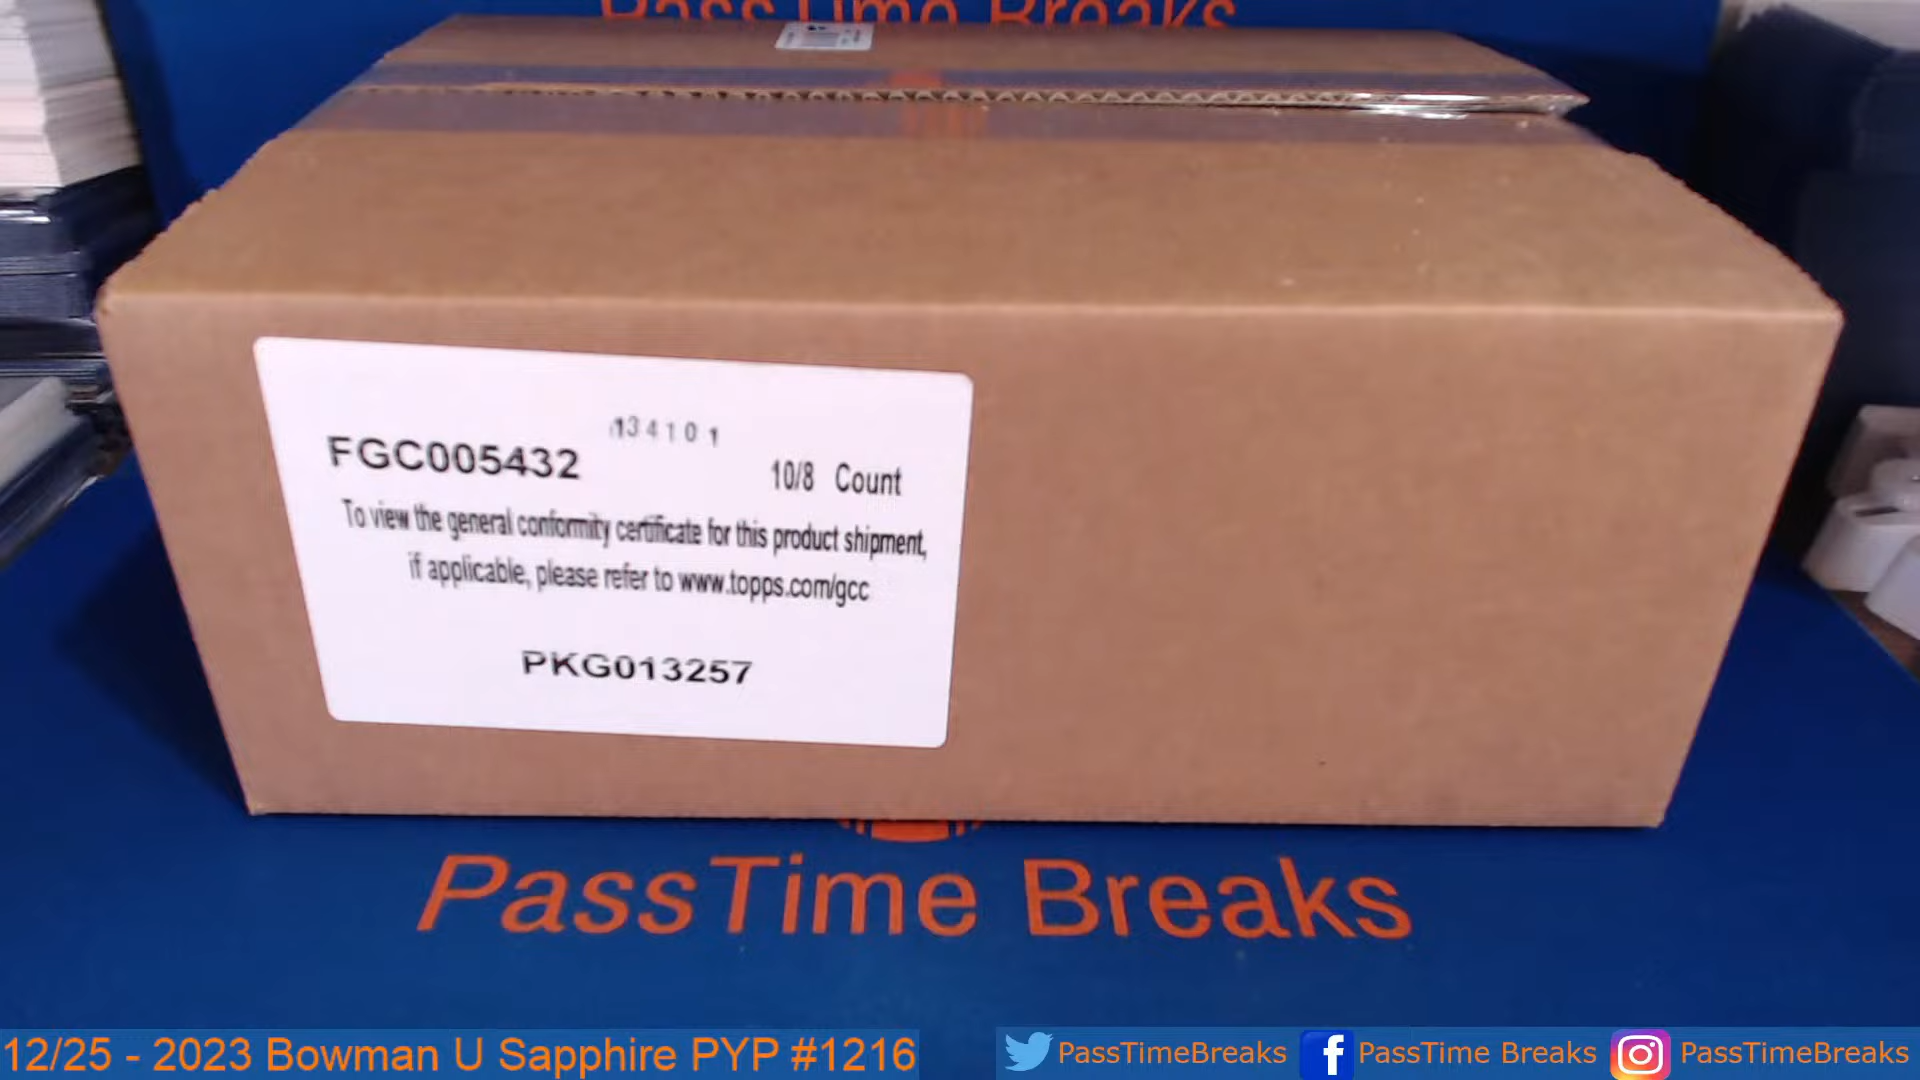 PassTime Breaks
134101
FGC005432
10/8 Count
To view the general conformity certificate for this product shipment,
if applicable, please refer to www.topps.com/gcc
PKG013257
PassTime Breaks
12/25 - 2023 Bowman U Sapphire PYP #1216
PassTimeBreaks
PassTime Breaks
PassTimeBreaks